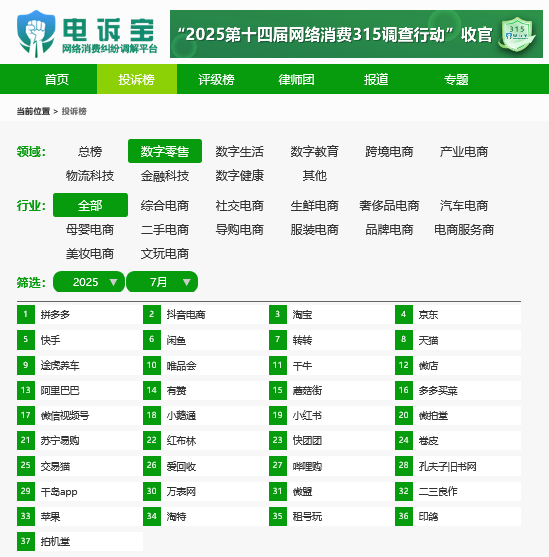 电诉宝
网络消费纠纷调解平台
“2025第十四届网络消费315调查行动”收官
315
首页 投诉榜 评级榜 律师团 报道 专题
当前位置 > 投诉榜
领域: 总榜 数字零售 数字生活 数字教育 跨境电商 产业电商
物流科技 金融科技 数字健康 其他
行业: 全部 综合电商 社交电商 生鲜电商 奢侈品电商 汽车电商
母婴电商 二手电商 导购电商 服装电商 品牌电商 电商服务商
美妆电商 文玩电商
筛选: 2025 ▼ 7月 ▼
1 拼多多 2 抖音电商 3 淘宝 4 京东
5 快手 6 闲鱼 7 转转 8 天猫
9 途虎养车 10 唯品会 11 千牛 12 微店
13 阿里巴巴 14 有赞 15 蘑菇街 16 多多买菜
17 微信视频号 18 小鹅通 19 小红书 20 微拍堂
21 苏宁易购 22 红布林 23 快团团 24 卷皮
25 交易猫 26 爱回收 27 哔哩购 28 孔夫子旧书网
29 千岛app 30 万表网 31 微盟 32 二三良作
33 苹果 34 淘特 35 租号玩 36 印鸽
37 拍机堂